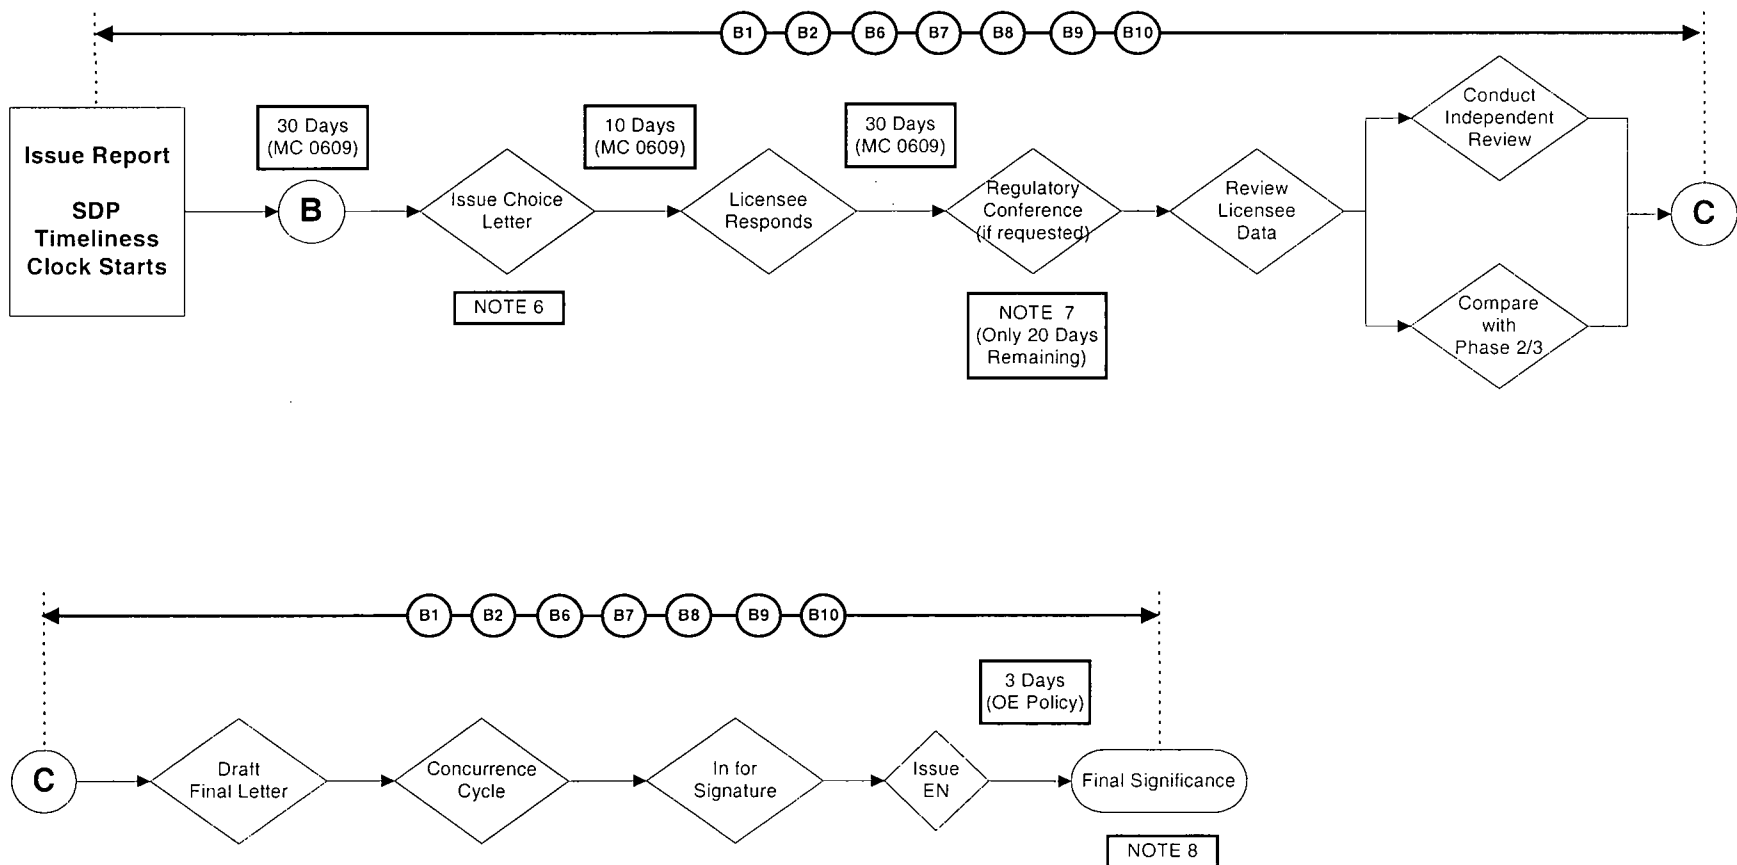 B1 B2 B6 B7 B8 B9 B10
Issue Report
SDP
Timeliness
Clock Starts
30 Days
(MC 0609)
B
Issue Choice
Letter
NOTE 6
10 Days
(MC 0609)
Licensee
Responds
30 Days
(MC 0609)
Regulatory
Conference
(if requested)
NOTE 7
(Only 20 Days
Remaining)
Review
Licensee
Data
Conduct
Independent
Review
Compare
with
Phase 2/3
C
B1 B2 B6 B7 B8 B9 B10
C
Draft
Final Letter
Concurrence
Cycle
In for
Signature
Issue
EN
3 Days
(OE Policy)
Final Significance
NOTE 8